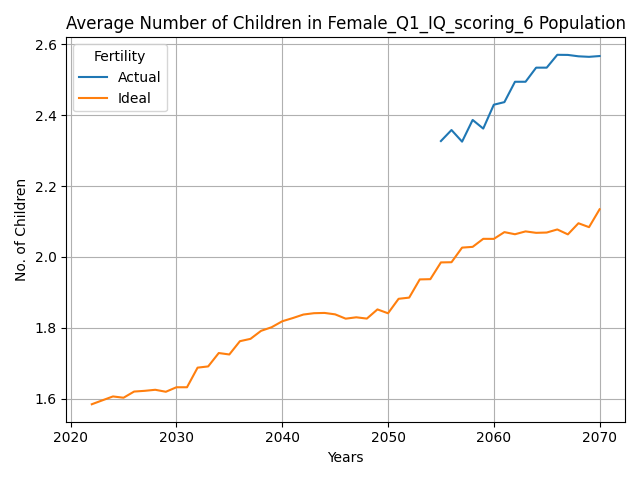 Average Number of Children in Female_Q1_IQ_scoring_6 Population
Fertility
Actual
Ideal
No. of Children
2.6
2.4
2.2
2.0
1.8
1.6
2020
2030
2040
2050
2060
2070
Years